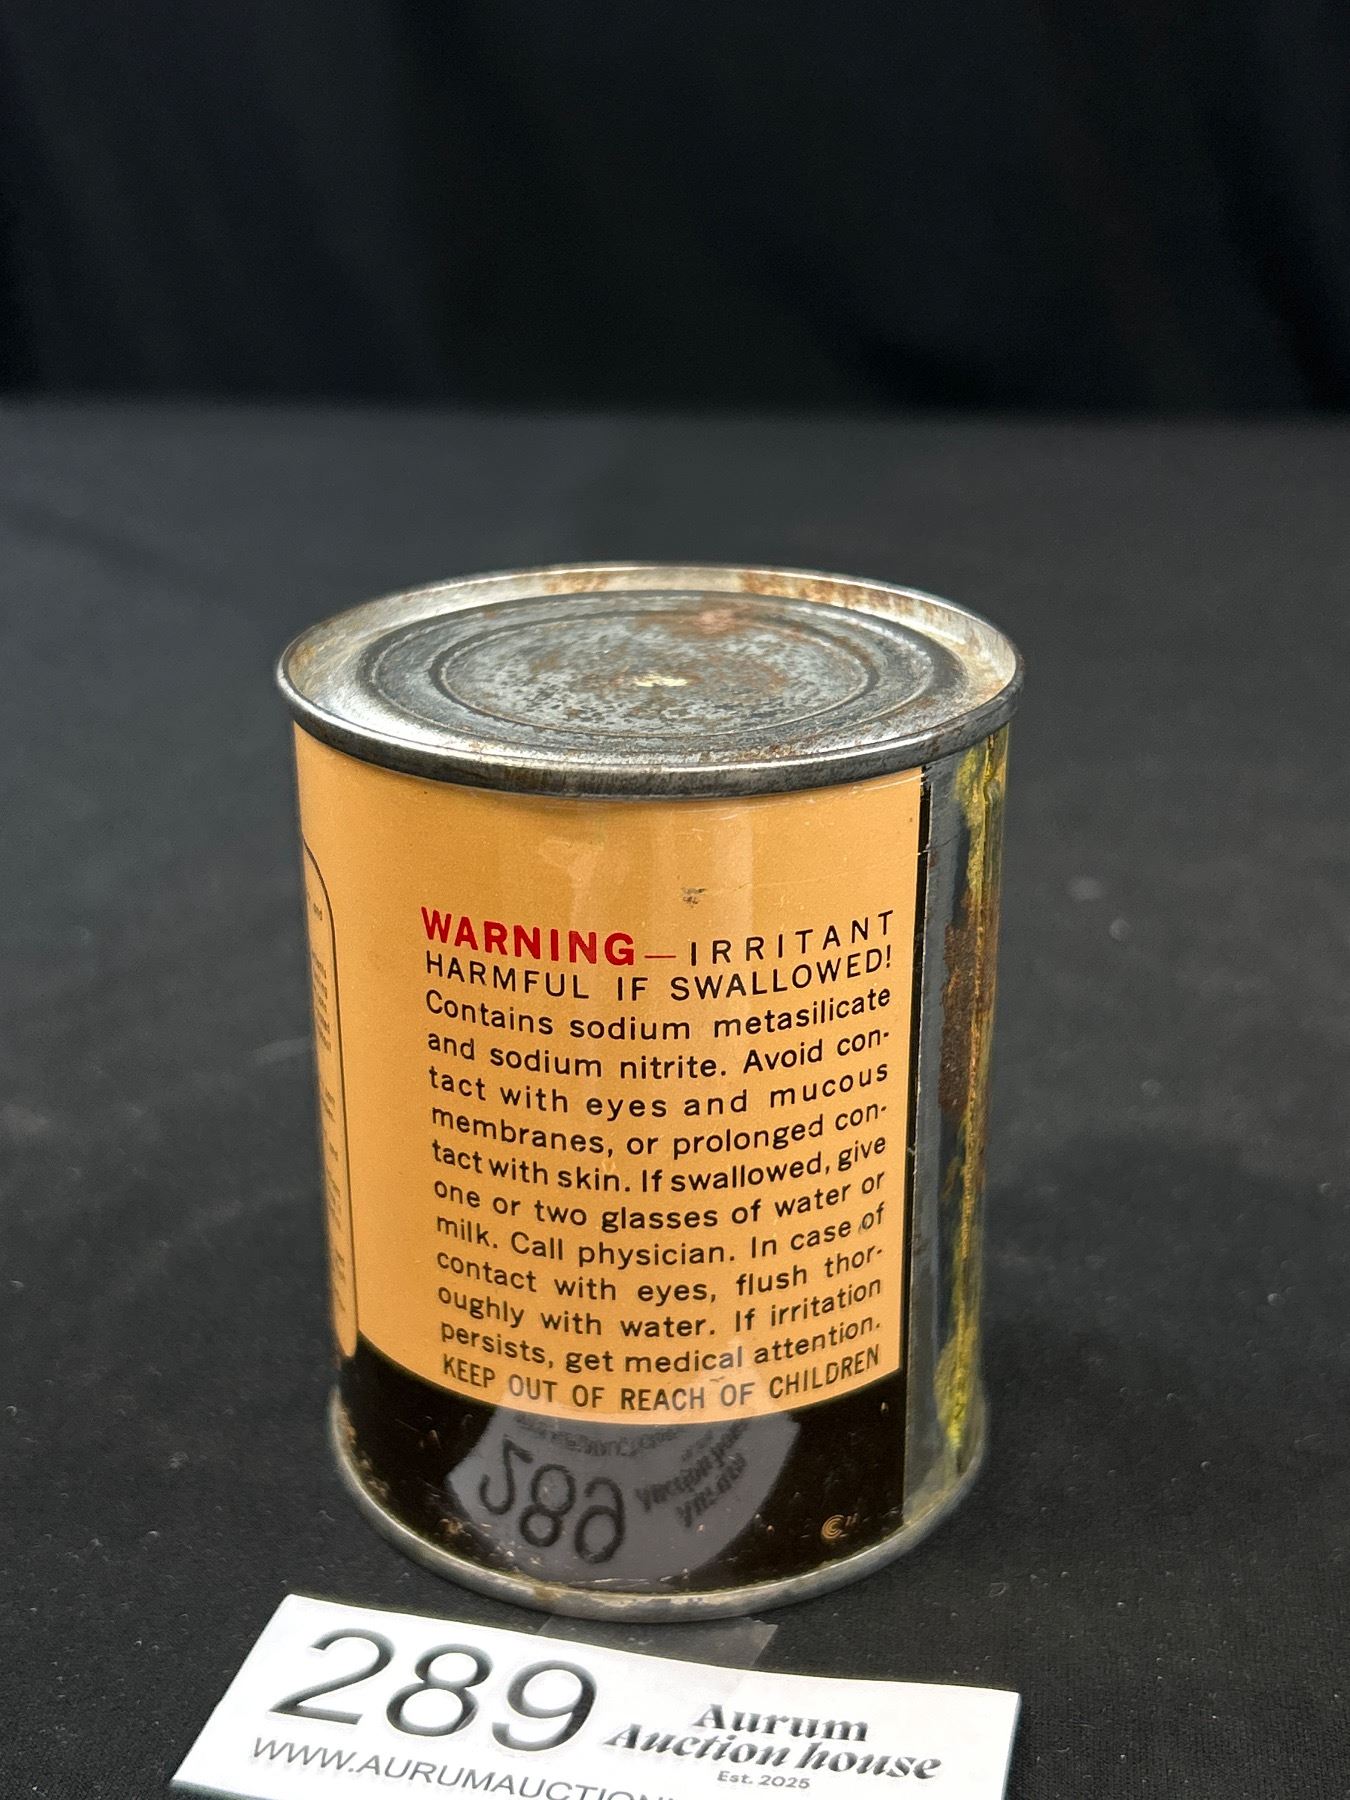 WARNING—IRRITANT
HARMFUL IF SWALLOWED!
Contains sodium metasilicate
and sodium nitrite. Avoid con-
tact with eyes and mucous
membranes, or prolonged con-
tact with skin. If swallowed, give
one or two glasses of water or
milk. Call physician. In case of
contact with eyes, flush thor-
oughly with water. If irritation
persists, get medical attention.
KEEP OUT OF REACH OF CHILDREN
289
Aurum
Auction house
Est. 2025
WWW.AURUMAUCTION